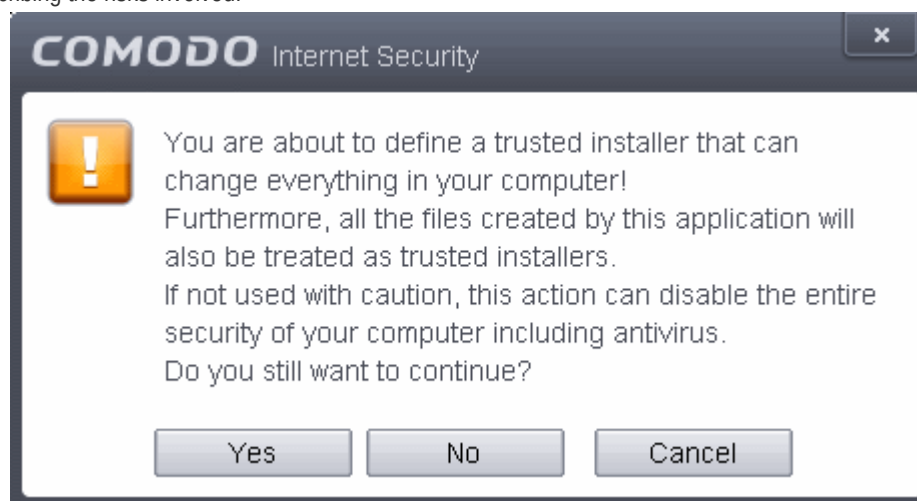 the risks involved.
COMODO Internet Security
x
You are about to define a trusted installer that can
change everything in your computer!
Furthermore, all the files created by this application will
also be treated as trusted installers.
If not used with caution, this action can disable the entire
security of your computer including antivirus.
Do you still want to continue?
Yes No Cancel